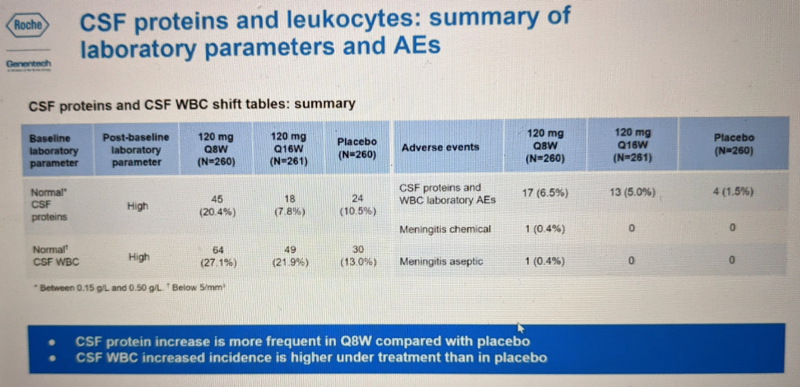 Roche
Genentech
CSF proteins and leukocytes: summary of
laboratory parameters and AEs
CSF proteins and CSF WBC shift tables: summary
Baseline laboratory parameter | Post-baseline laboratory parameter | 120 mg Q8W (N=260) | 120 mg Q16W (N=261) | Placebo (N=260)
Normal* CSF proteins | High | 45 (20.4%) | 18 (7.8%) | 24 (10.5%)
Normal† CSF WBC | High | 64 (27.1%) | 49 (21.9%) | 30 (13.0%)
Adverse events | 120 mg Q8W (N=260) | 120 mg Q16W (N=261) | Placebo (N=260)
CSF proteins and WBC laboratory AEs | 17 (6.5%) | 13 (5.0%) | 4 (1.5%)
Meningitis chemical | 1 (0.4%) | 0 | 0
Meningitis aseptic | 1 (0.4%) | 0 | 0
* Between 0.15 g/L and 0.50 g/L. † Below 5/mm³
• CSF protein increase is more frequent in Q8W compared with placebo
• CSF WBC increased incidence is higher under treatment than in placebo